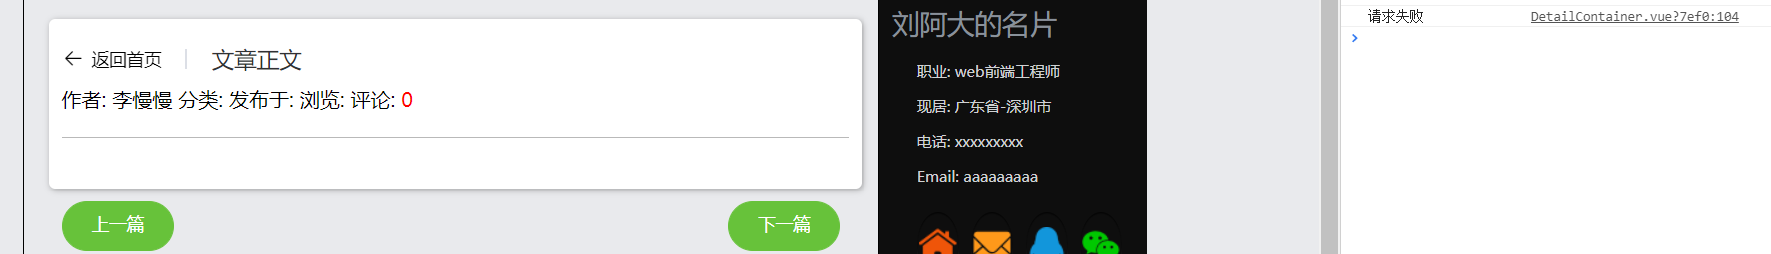 返回首页 | 文章正文
作者: 李慢慢 分类: 发布于: 浏览: 评论: 0
上一篇
下一篇
刘阿大的名片
职业: web前端工程师
现居: 广东省-深圳市
电话: xxxxxxxxx
Email: aaaaaaaaa
请求失败 DetailContainer.vue?7ef0:104